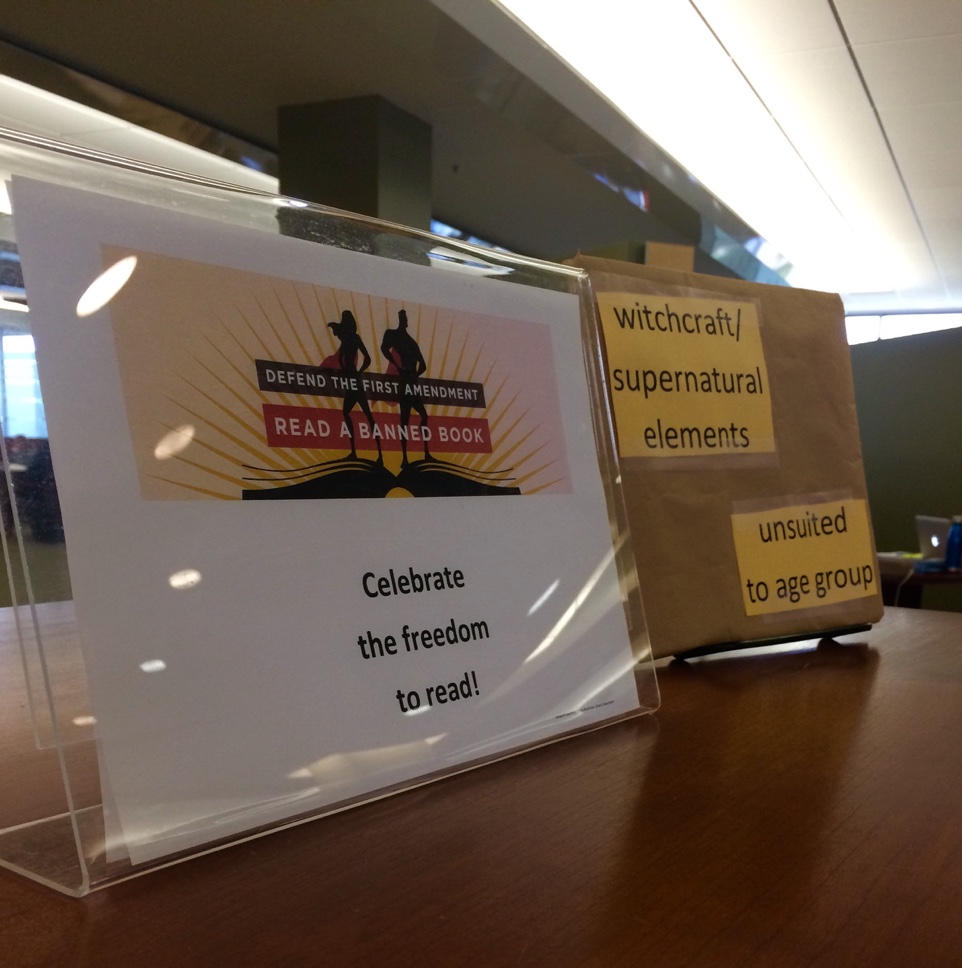 DEFEND THE FIRST AMENDMENT
READ A BANNED BOOK
Celebrate
the freedom
to read!
witchcraft/
supernatural
elements
unsuited
to age group